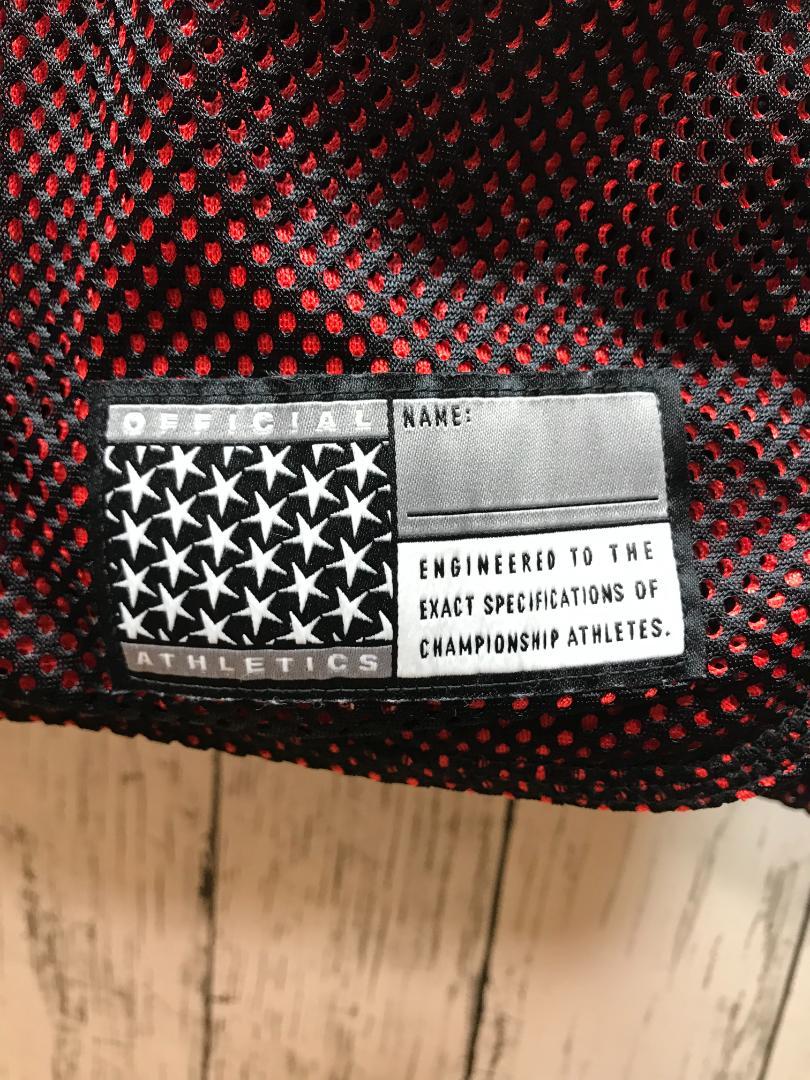 OFFICIAL
ATHLETICS
NAME:
ENGINEERED TO THE
EXACT SPECIFICATIONS OF
CHAMPIONSHIP ATHLETES.